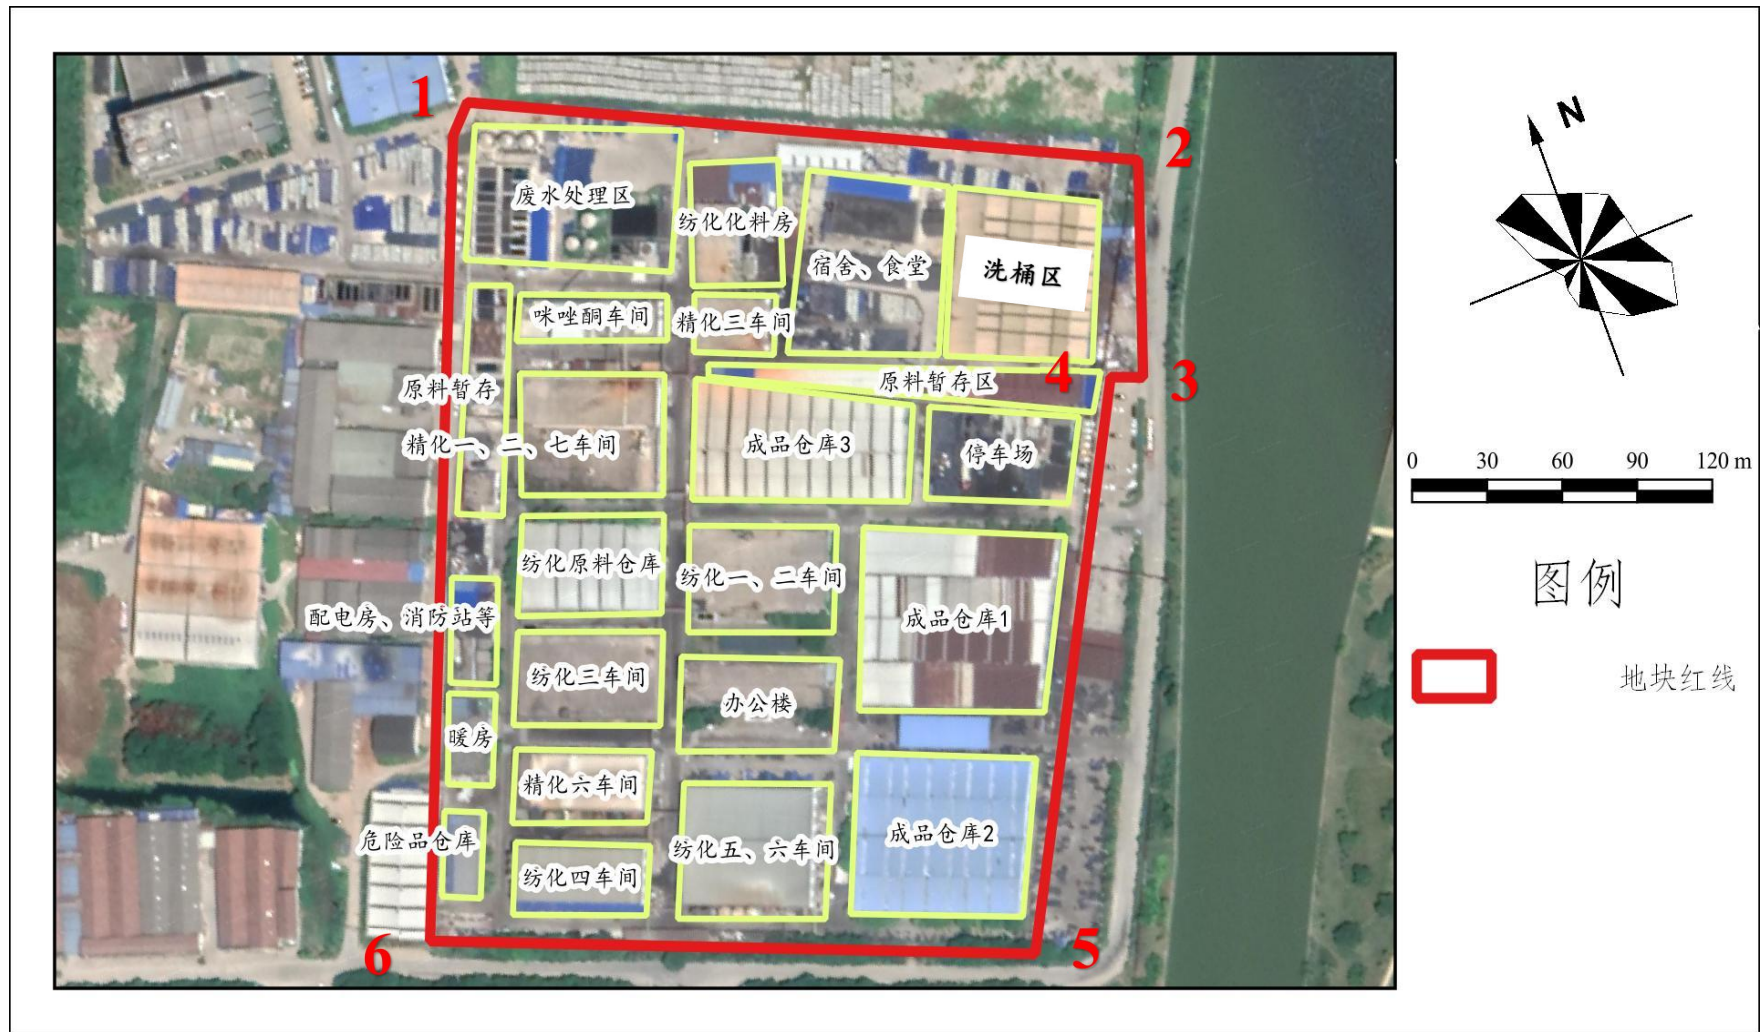 1
2
废水处理区
纺化化料房
宿舍、食堂
洗桶区
咪唑酮车间
精化三车间
原料暂存
原料暂存区
4
3
精化一、二、七车间
成品仓库3
停车场
纺化原料仓库
纺化一、二车间
配电房、消防站等
成品仓库1
纺化三车间
办公楼
暖房
精化六车间
危险品仓库
纺化五、六车间
成品仓库2
纺化四车间
6
5
N
0 30 60 90 120 m
图例
地块红线